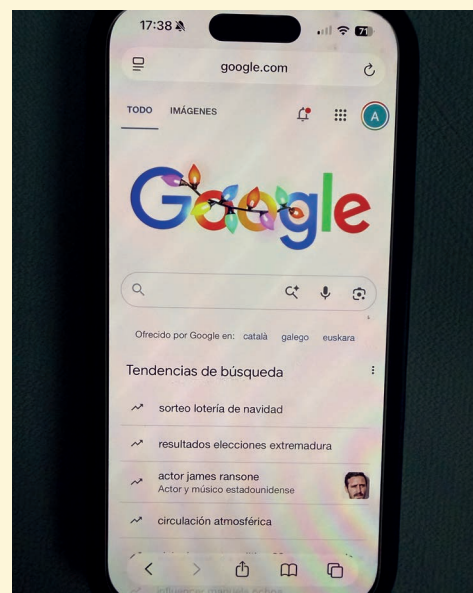 17:38
71
google.com
TODO IMÁGENES
A
Google
Ofrecido por Google en: català galego euskara
Tendencias de búsqueda
sorteo lotería de navidad
resultados elecciones extremadura
actor james ransone
Actor y músico estadounidense
circulación atmosférica